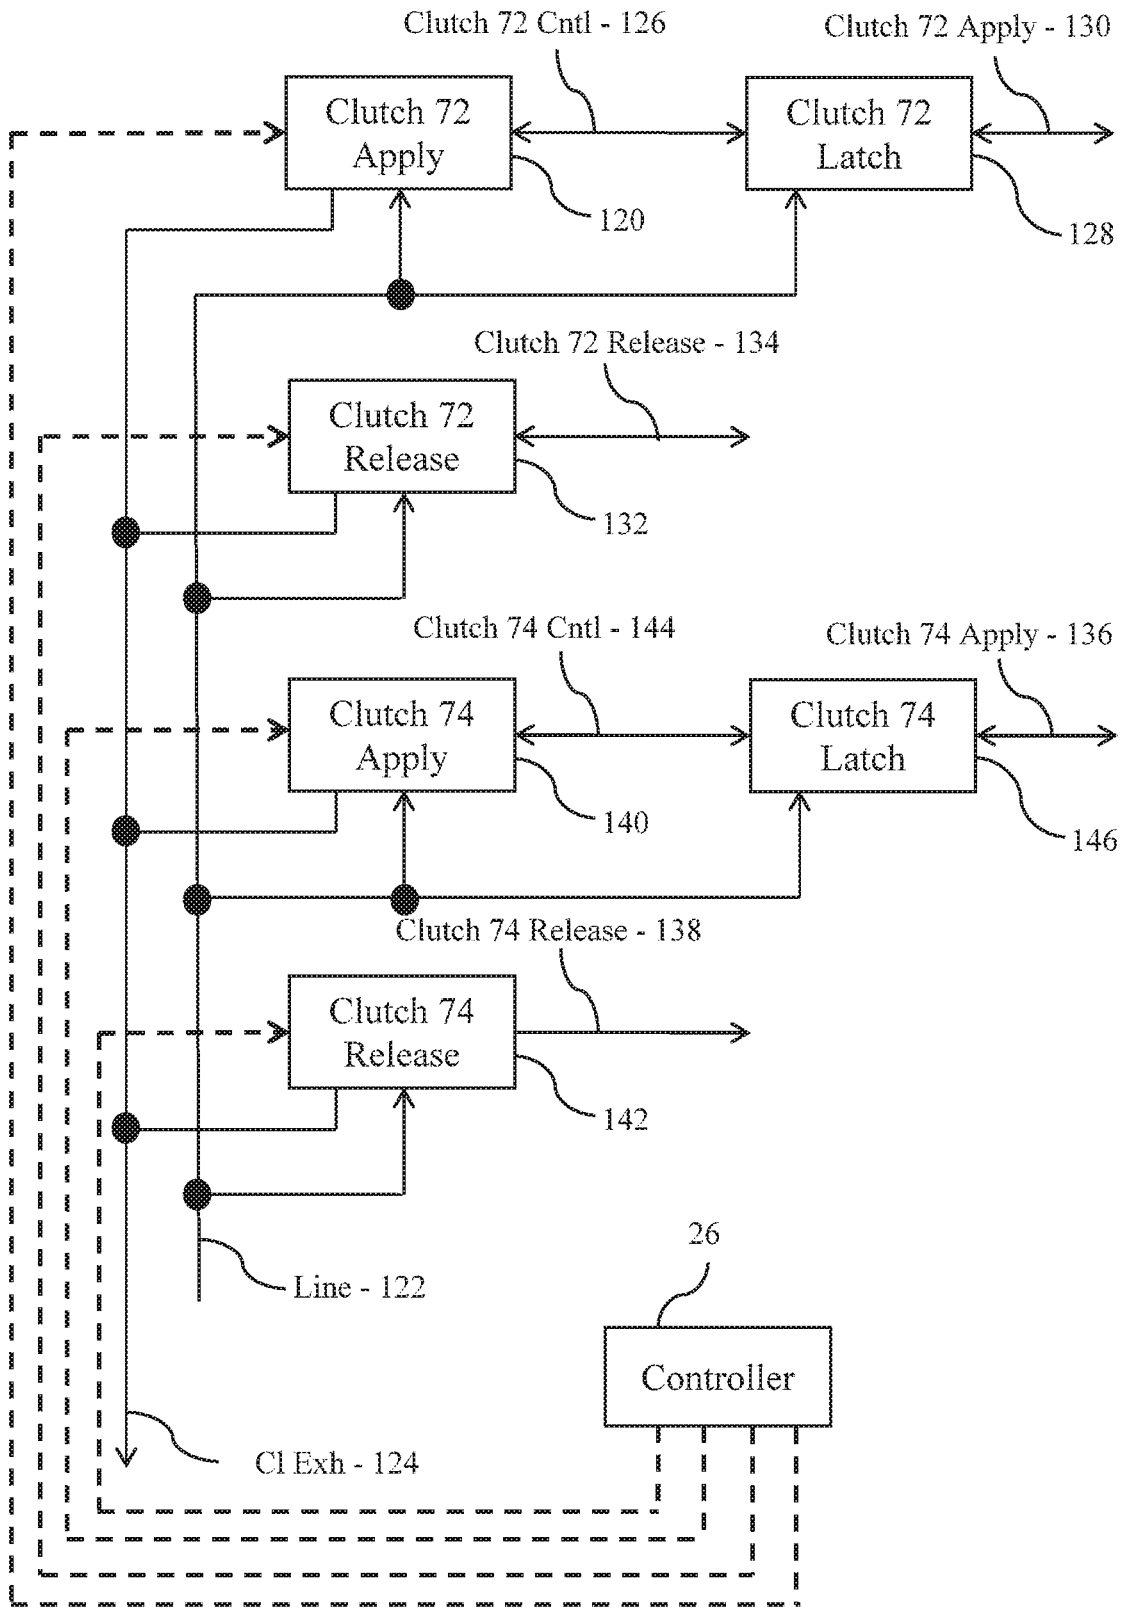 Clutch 72 Cntl - 126
Clutch 72 Apply - 130
Clutch 72
Apply
Clutch 72
Latch
120
128
Clutch 72 Release - 134
Clutch 72
Release
132
Clutch 74 Cntl - 144
Clutch 74 Apply - 136
Clutch 74
Apply
Clutch 74
Latch
140
146
Clutch 74 Release - 138
Clutch 74
Release
142
26
Line - 122
Controller
Cl Exh - 124